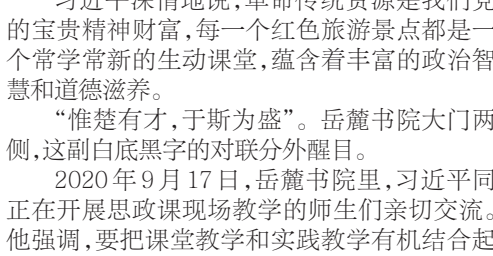 习近平深情地说，革命传统资源是我们党
的宝贵精神财富，每一个红色旅游景点都是一
个常学常新的生动课堂，蕴含着丰富的政治智
慧和道德滋养。
“惟楚有才，于斯为盛”。岳麓书院大门两
侧，这副白底黑字的对联分外醒目。
2020年9月17日，岳麓书院里，习近平同
正在开展思政课现场教学的师生们亲切交流。
他强调，要把课堂教学和实践教学有机结合起